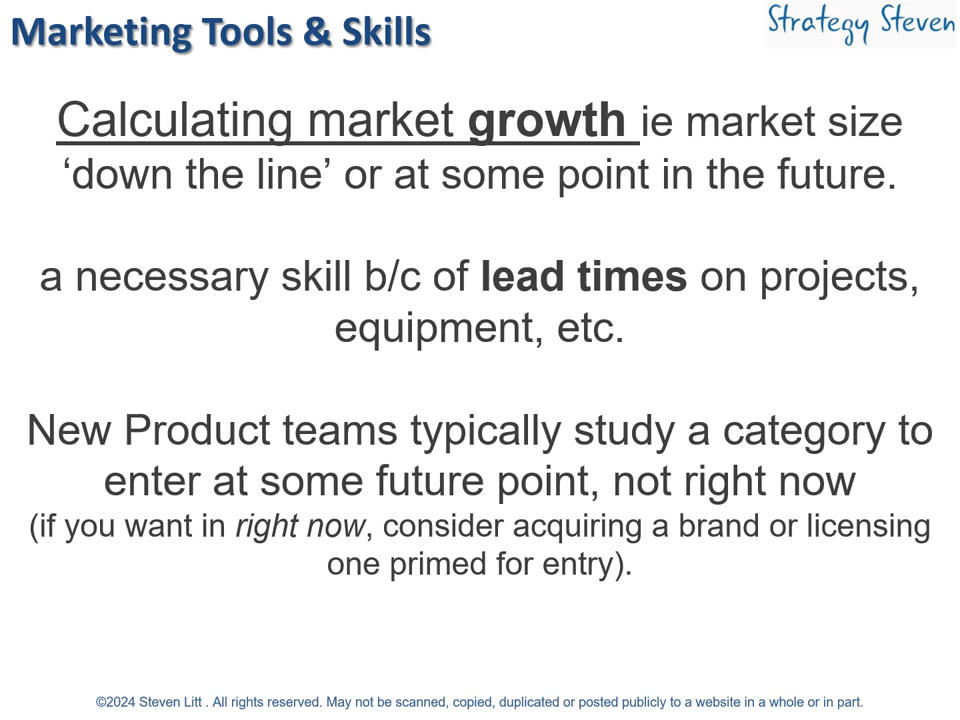 Marketing Tools & Skills
Strategy Steven
Calculating market growth ie market size
‘down the line’ or at some point in the future.
a necessary skill b/c of lead times on projects,
equipment, etc.
New Product teams typically study a category to
enter at some future point, not right now
(if you want in right now, consider acquiring a brand or licensing
one primed for entry).
©2024 Steven Litt . All rights reserved. May not be scanned, copied, duplicated or posted publicly to a website in a whole or in part.